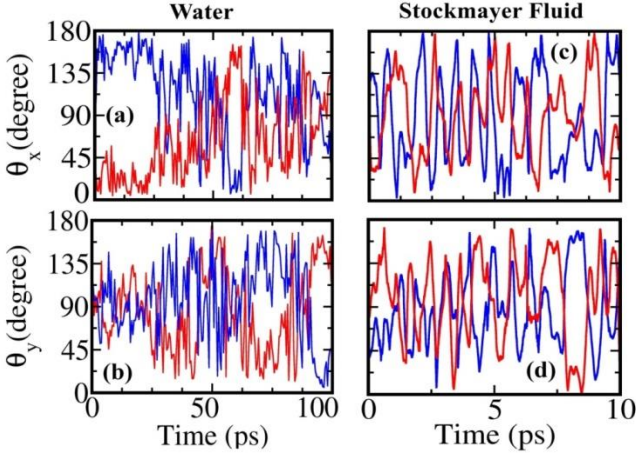 Water Stockmayer Fluid
θx (degree)
180
135
90
45
0
(a)
(c)
θy (degree)
180
135
90
45
0
(b)
(d)
0 50 100
0 5 10
Time (ps) Time (ps)